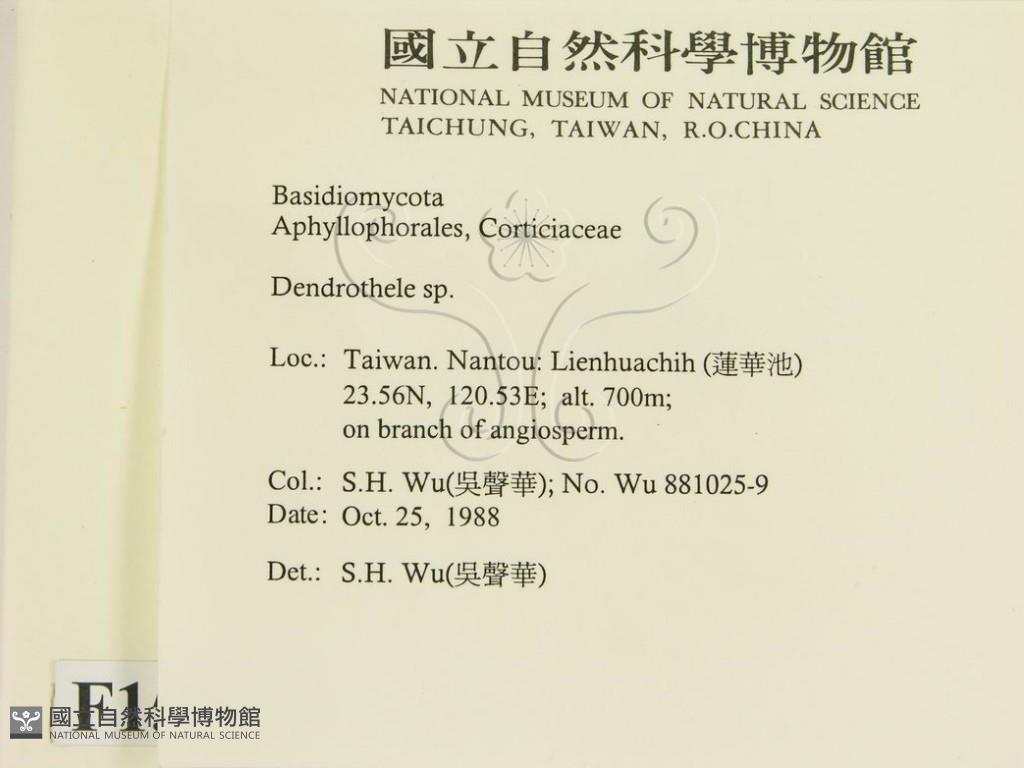 國立自然科學博物館
NATIONAL MUSEUM OF NATURAL SCIENCE
TAICHUNG, TAIWAN, R.O.CHINA
Basidiomycota
Aphyllophorales, Corticiaceae
Dendrothele sp.
Loc.: Taiwan. Nantou: Lienhuachih (蓮華池)
23.56N, 120.53E; alt. 700m;
on branch of angiosperm.
Col.: S.H. Wu(吳聲華); No. Wu 881025-9
Date: Oct. 25, 1988
Det.: S.H. Wu(吳聲華)
國立自然科學博物館
NATIONAL MUSEUM OF NATURAL SCIENCE